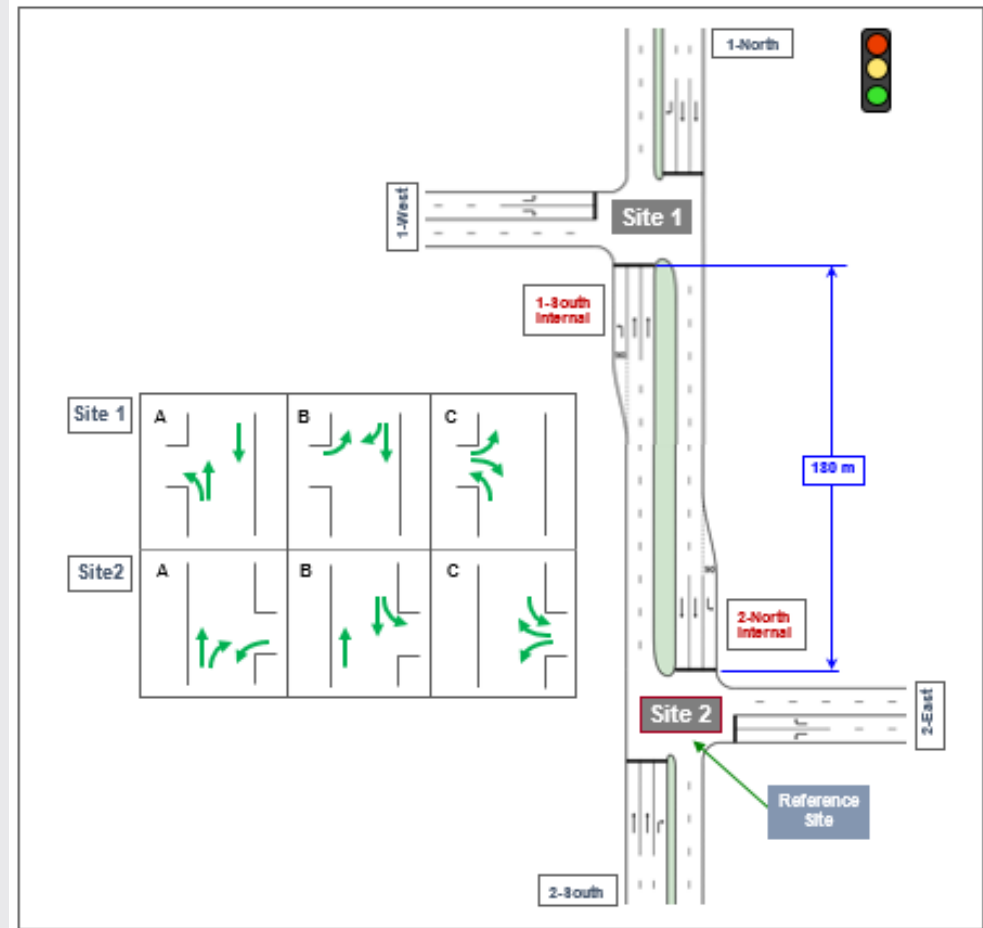 1-North
1-West
Site 1
1-South
Internal
Site 1
A
B
C
180 m
Site2
A
B
C
2-North
Internal
Site 2
2-East
Reference
Site
2-South